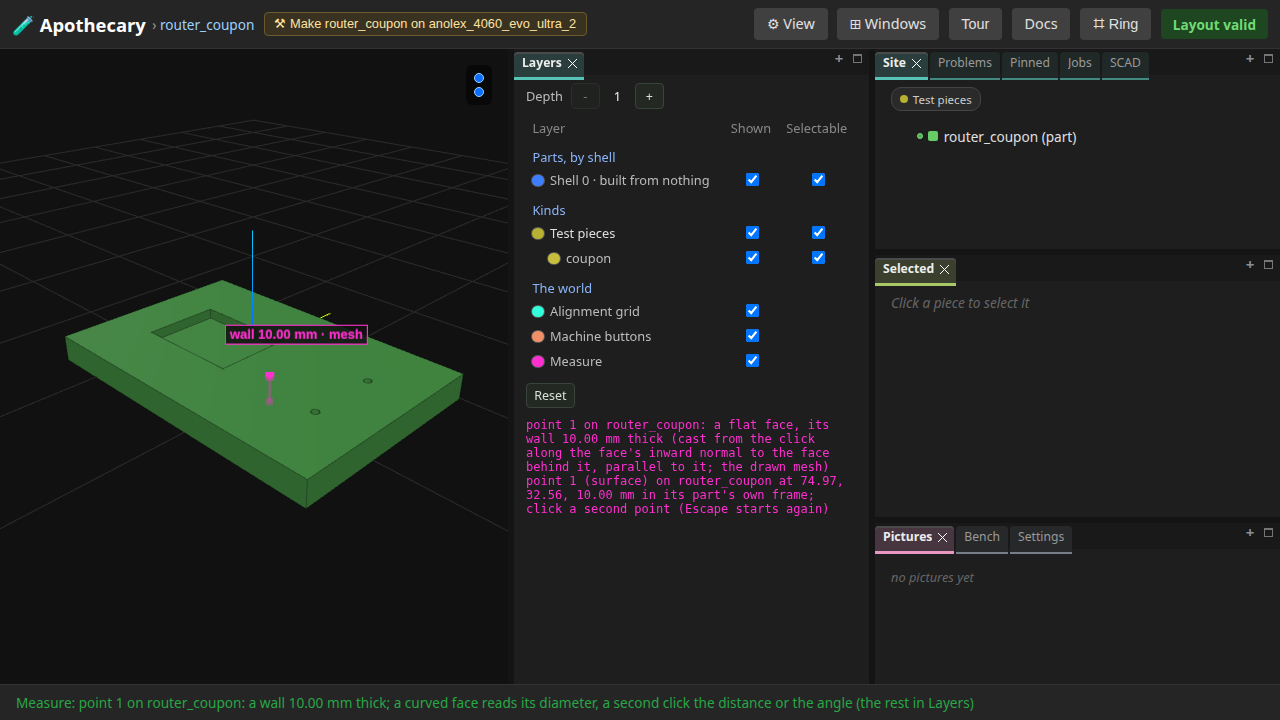 Apothecary › router_coupon
⚒ Make router_coupon on anolex_4060_evo_ultra_2
⚙ View
⊞ Windows
Tour
Docs
⌗ Ring
Layout valid
wall 10.00 mm · mesh
Layers
Depth - 1 +
Layer Shown Selectable
Parts, by shell
Shell 0 · built from nothing
Kinds
Test pieces
coupon
The world
Alignment grid
Machine buttons
Measure
Reset
point 1 on router_coupon: a flat face, its
wall 10.00 mm thick (cast from the click
along the face's inward normal to the face
behind it, parallel to it; the drawn mesh)
point 1 (surface) on router_coupon at 74.97,
32.56, 10.00 mm in its part's own frame;
click a second point (Escape starts again)
Site Problems Pinned Jobs SCAD
Test pieces
router_coupon (part)
Selected
Click a piece to select it
Pictures Bench Settings
no pictures yet
Measure: point 1 on router_coupon: a wall 10.00 mm thick; a curved face reads its diameter, a second click the distance or the angle (the rest in Layers)